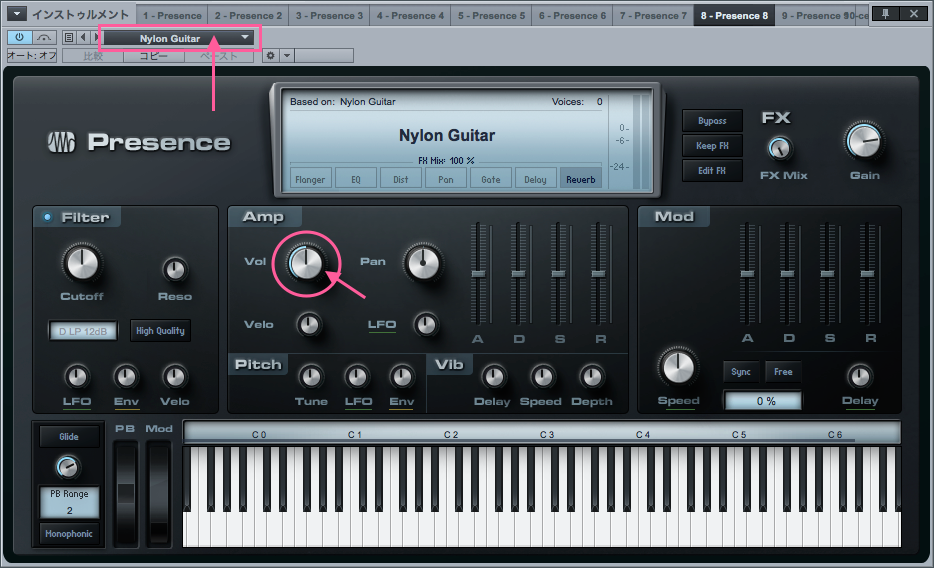 インストゥルメント 1 - Presence 2 - Presence 2 3 - Presence 3 4 - Presence 4 5 - Presence 5 6 - Presence 6 7 - Presence 7 8 - Presence 8 9 - Presence 9
Nylon Guitar
オート: オフ 比較 コピー ペースト
Based on: Nylon Guitar Voices: 0
Nylon Guitar
FX Mix: 100 %
Flanger EQ Dist Pan Gate Delay Reverb
0-
-6-
-24-
Presence
Bypass
Keep FX
Edit FX
FX
FX Mix Gain
Filter
Cutoff Reso
D LP 12dB High Quality
LFO Env Velo
Amp
Vol Pan
Velo LFO
A D S R
Pitch
Tune LFO Env
Vib
Delay Speed Depth
Mod
A D S R
Speed
Sync Free
0 %
Delay
Glide
PB Range
2
Monophonic
PB Mod
C 0 C 1 C 2 C 3 C 4 C 5 C 6